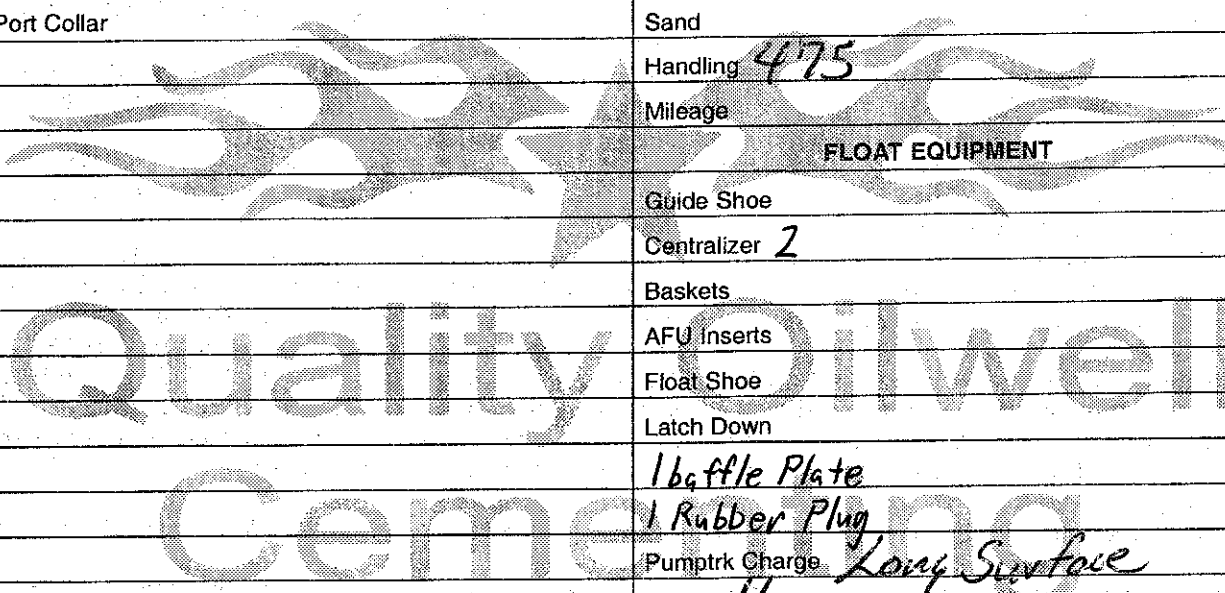 Port Collar
Sand
Handling 475
Mileage
FLOAT EQUIPMENT
Guide Shoe
Centralizer 2
Baskets
AFU Inserts
Float Shoe
Latch Down
1 baffle Plate
1 Rubber Plug
Pumptrk Charge Long Surface
Quality Oilwell
Cementing